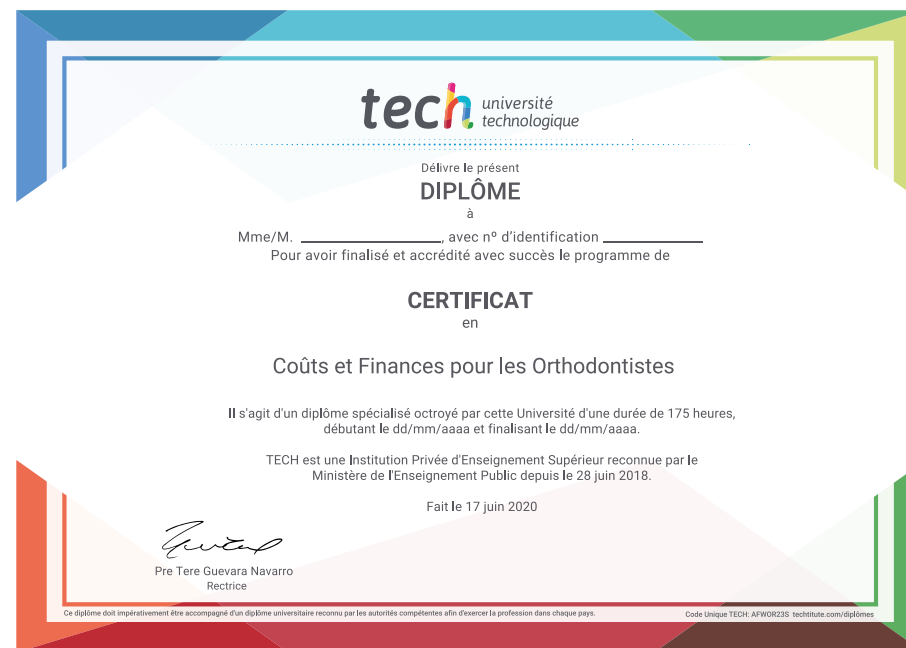 tech université
technologique
Délivre le présent
DIPLÔME
à
Mme/M. ____________________, avec nº d'identification ______________
Pour avoir finalisé et accrédité avec succès le programme de
CERTIFICAT
en
Coûts et Finances pour les Orthodontistes
Il s'agit d'un diplôme spécialisé octroyé par cette Université d'une durée de 175 heures,
débutant le dd/mm/aaaa et finalisant le dd/mm/aaaa.
TECH est une Institution Privée d'Enseignement Supérieur reconnue par le
Ministère de l'Enseignement Public depuis le 28 juin 2018.
Fait le 17 juin 2020
Pre Tere Guevara Navarro
Rectrice
Ce diplôme doit impérativement être accompagné d'un diplôme universitaire reconnu par les autorités compétentes afin d'exercer la profession dans chaque pays.
Code Unique TECH: AFWOR23S techtitute.com/diplômes